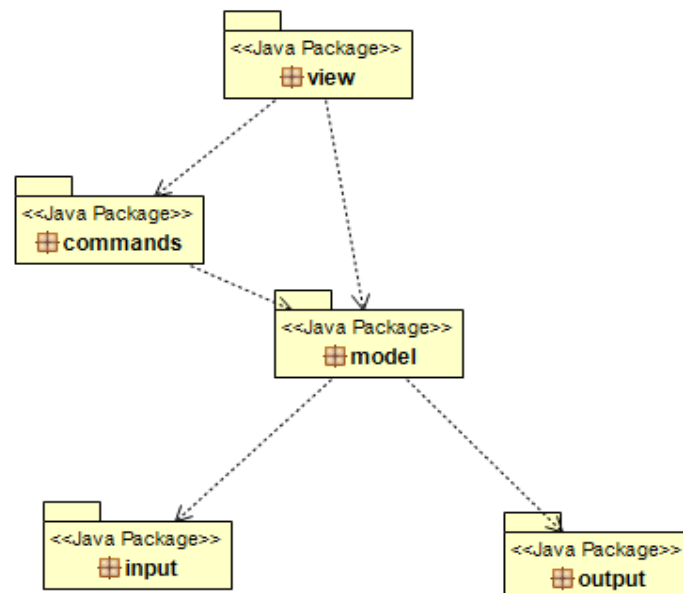 <<Java Package>>
view
<<Java Package>>
commands
<<Java Package>>
model
<<Java Package>>
input
<<Java Package>>
output